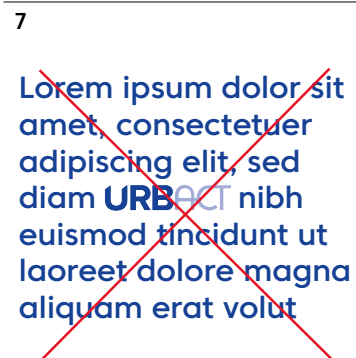 7
Lorem ipsum dolor sit
amet, consectetuer
adipiscing elit, sed
diam URBACT nibh
euismod tincidunt ut
laoreet dolore magna
aliquam erat volut